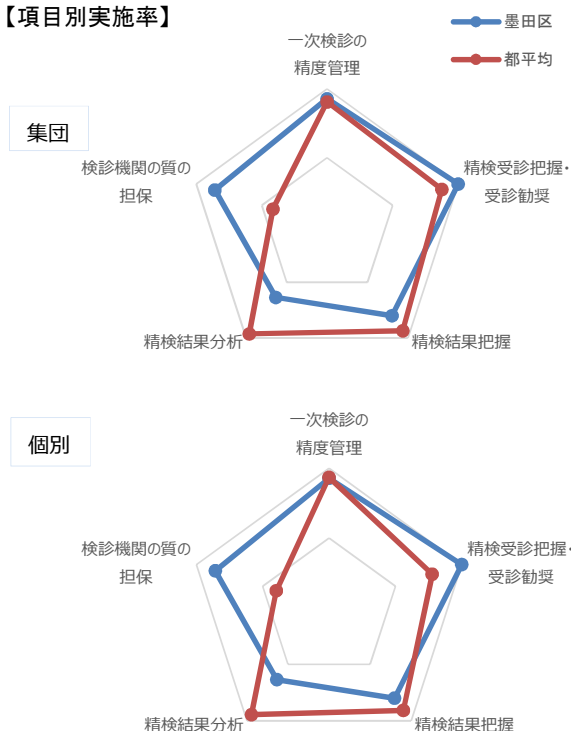 【項目別実施率】
墨田区
都平均
集団
一次検診の
精度管理
精検受診把握・
受診勧奨
精検結果把握
精検結果分析
検診機関の質の
担保
個別
一次検診の
精度管理
精検受診把握・
受診勧奨
精検結果把握
精検結果分析
検診機関の質の
担保